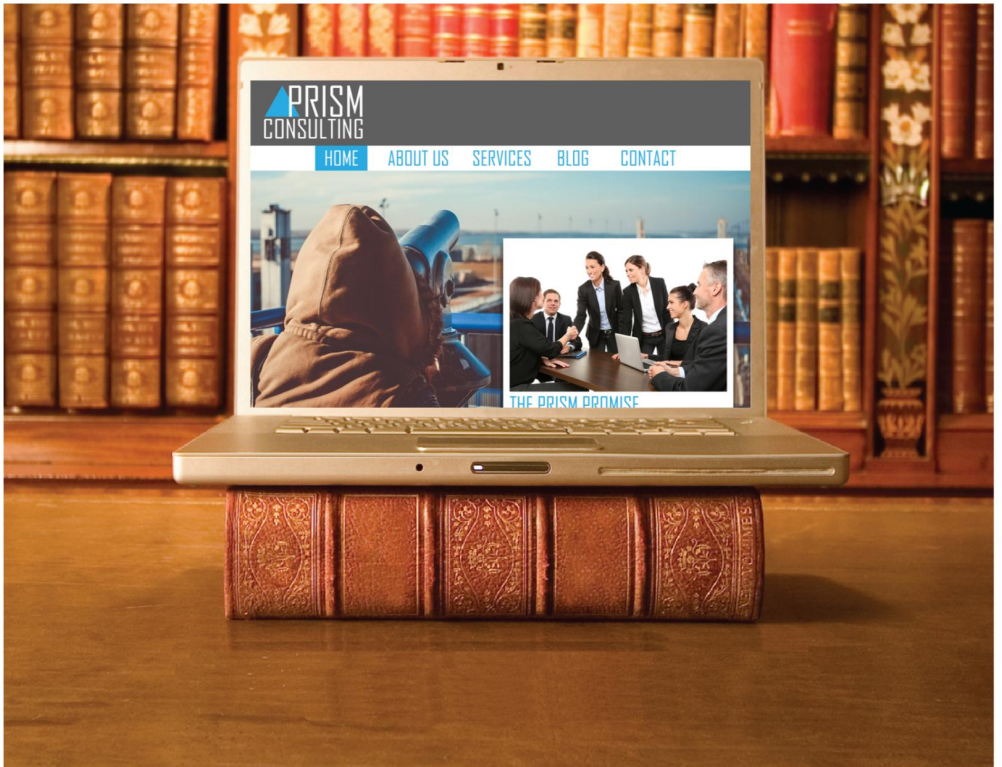 PRISM
CONSULTING
HOME ABOUT US SERVICES BLOG CONTACT
THE PRISM PROMISE